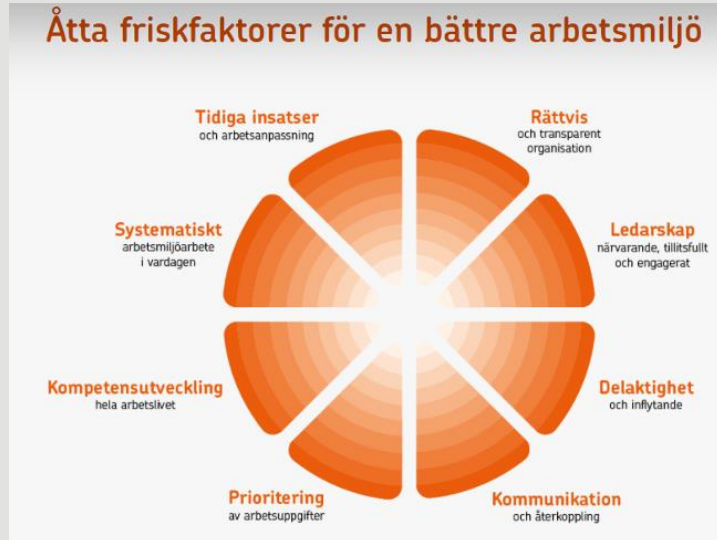 Åtta friskfaktorer för en bättre arbetsmiljö
Tidiga insatser
och arbetsanpassning
Rättvis
och transparent
organisation
Systematiskt
arbetsmiljöarbete
i vardagen
Ledarskap
närvarande, tillitsfullt
och engagerat
Kompetensutveckling
hela arbetslivet
Delaktighet
och inflytande
Prioritering
av arbetsuppgifter
Kommunikation
och återkoppling